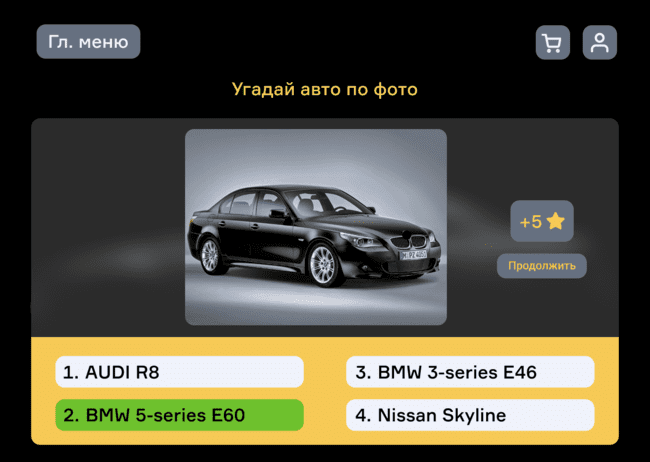 Гл. меню
Угадай авто по фото
+5
Продолжить
1. AUDI R8
2. BMW 5-series E60
3. BMW 3-series E46
4. Nissan Skyline